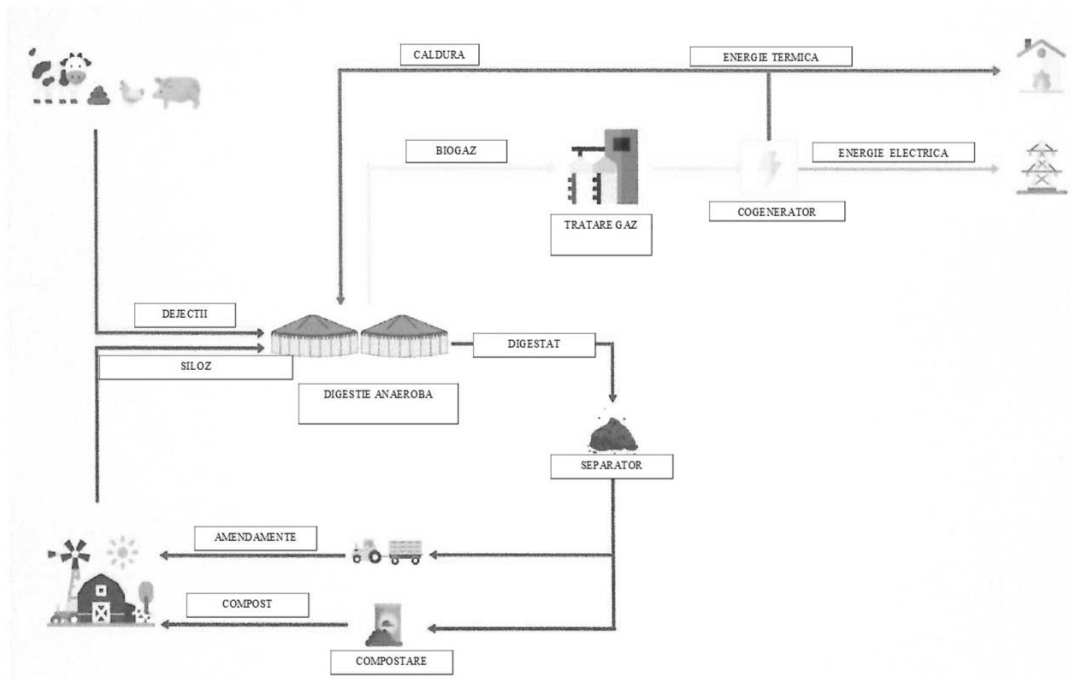 CALDURA
ENERGIE TERMICA
BIOGAZ
ENERGIE ELECTRICA
TRATARE GAZ
COGENERATOR
DEJECTII
SILOZ
DIGESTAT
DIGESTIE ANAEROBA
SEPARATOR
AMENDAMENTE
COMPOST
COMPOSTARE